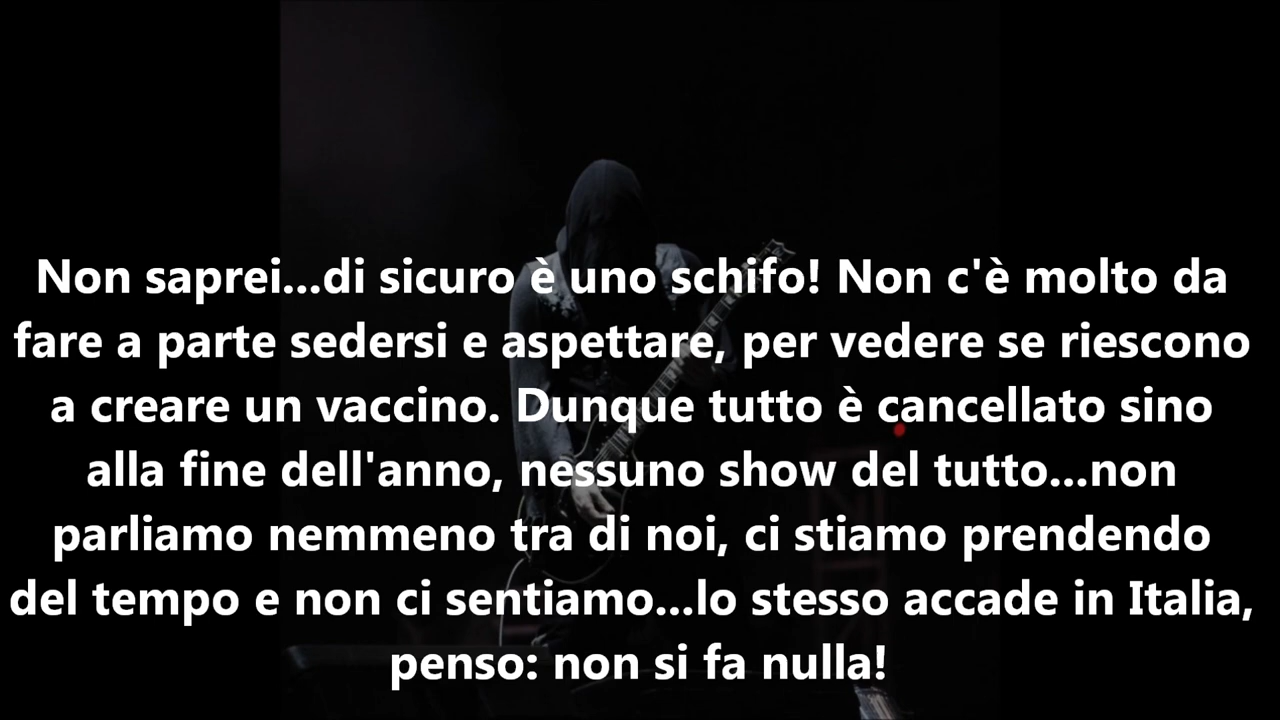 Non saprei...di sicuro è uno schifo! Non c'è molto da
fare a parte sedersi e aspettare, per vedere se riescono
a creare un vaccino. Dunque tutto è cancellato sino
alla fine dell'anno, nessuno show del tutto...non
parliamo nemmeno tra di noi, ci stiamo prendendo
del tempo e non ci sentiamo...lo stesso accade in Italia,
penso: non si fa nulla!